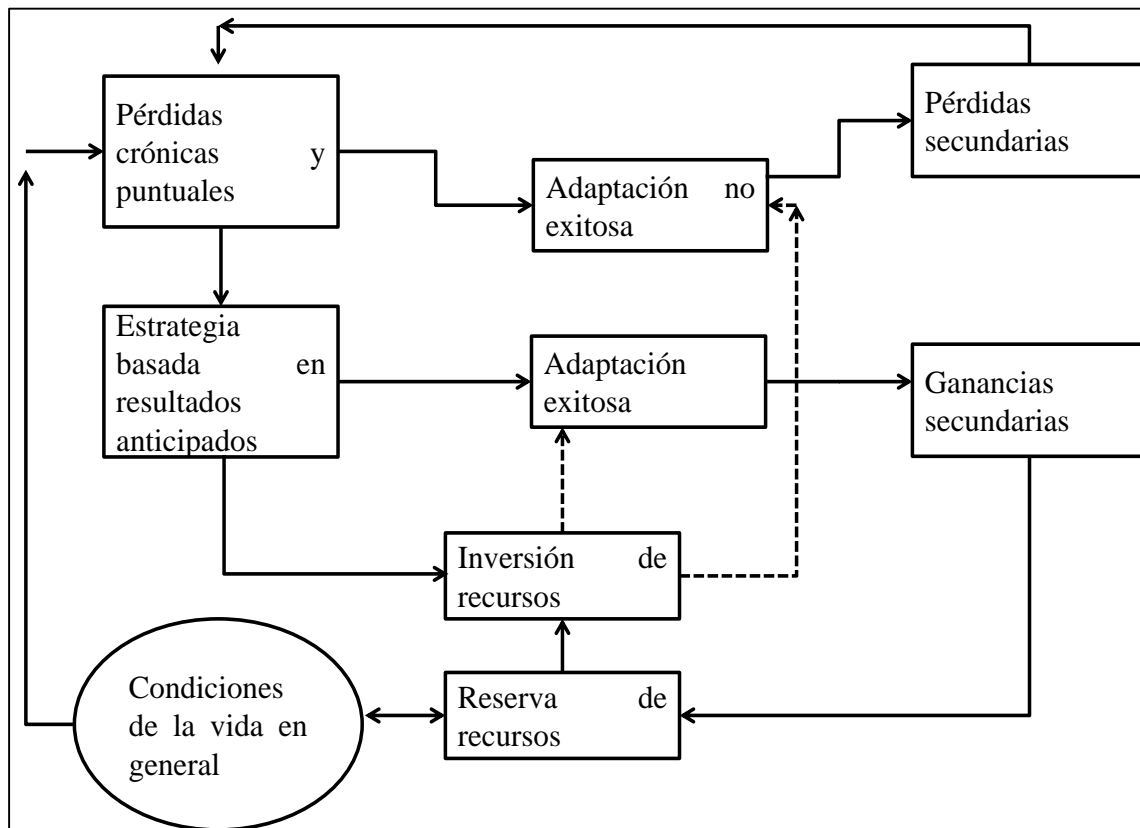 Pérdidas
crónicas y
puntuales
Pérdidas
secundarias
Adaptación no
exitosa
Estrategia
basada en
resultados
anticipados
Adaptación
exitosa
Ganancias
secundarias
Inversión de
recursos
Condiciones
de la vida en
general
Reserva de
recursos